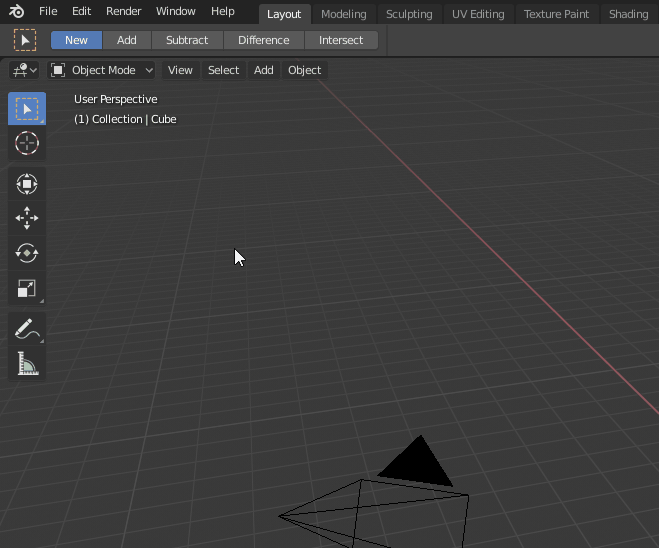 File Edit Render Window Help Layout Modeling Sculpting UV Editing Texture Paint Shading
New Add Subtract Difference Intersect
Object Mode View Select Add Object
User Perspective
(1) Collection | Cube